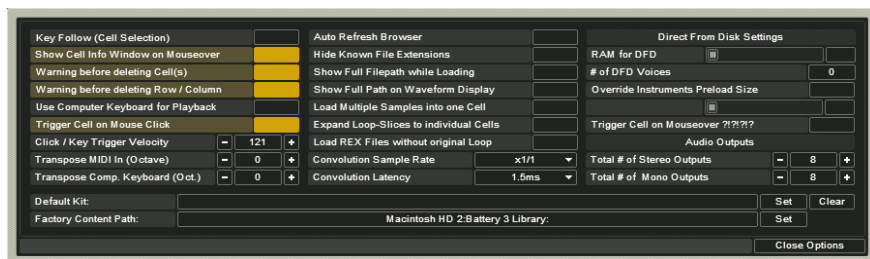 Key Follow (Cell Selection)
Show Cell Info Window on Mouseover
Warning before deleting Cell(s)
Warning before deleting Row / Column
Use Computer Keyboard for Playback
Trigger Cell on Mouse Click
Click / Key Trigger Velocity - 121 +
Transpose MIDI In (Octave) - 0 +
Transpose Comp. Keyboard (Oct.) - 0 +
Auto Refresh Browser
Hide Known File Extensions
Show Full Filepath while Loading
Show Full Path on Waveform Display
Load Multiple Samples into one Cell
Expand Loop-Slices to individual Cells
Load REX Files without original Loop
Convolution Sample Rate x1/1
Convolution Latency 1.5ms
Direct From Disk Settings
RAM for DFD
# of DFD Voices 0
Override Instruments Preload Size
Trigger Cell on Mouseover ?!?!?!?
Audio Outputs
Total # of Stereo Outputs - 8 +
Total # of Mono Outputs - 8 +
Default Kit: Set Clear
Factory Content Path: Macintosh HD 2:Battery 3 Library: Set
Close Options